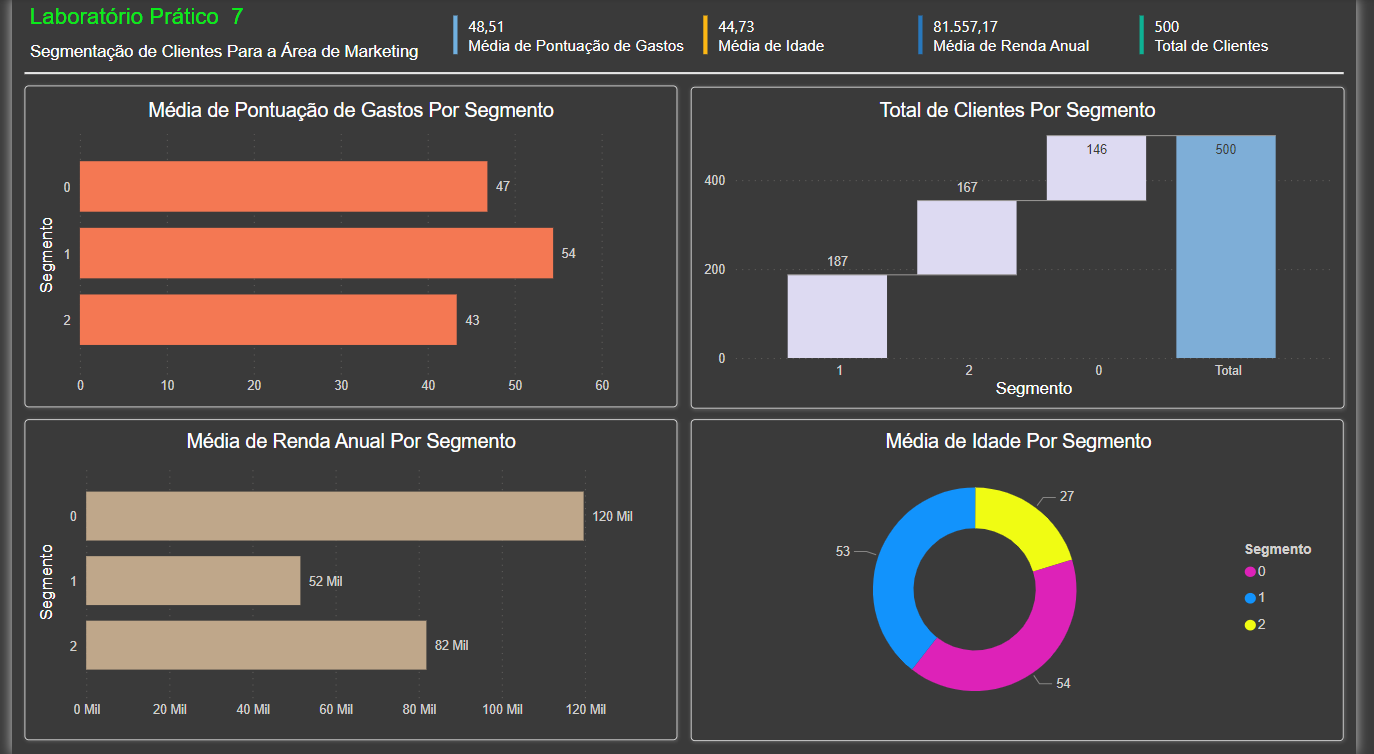 Laboratório Prático 7
Segmentação de Clientes Para a Área de Marketing
48,51
Média de Pontuação de Gastos
44,73
Média de Idade
81.557,17
Média de Renda Anual
500
Total de Clientes
Média de Pontuação de Gastos Por Segmento
Segmento
0
47
1
54
2
43
0 10 20 30 40 50 60
Total de Clientes Por Segmento
400
200
0
187
167
146
500
1 2 0 Total
Segmento
Média de Renda Anual Por Segmento
Segmento
0
120 Mil
1
52 Mil
2
82 Mil
0 Mil 20 Mil 40 Mil 60 Mil 80 Mil 100 Mil 120 Mil
Média de Idade Por Segmento
27
53
54
Segmento
0
1
2